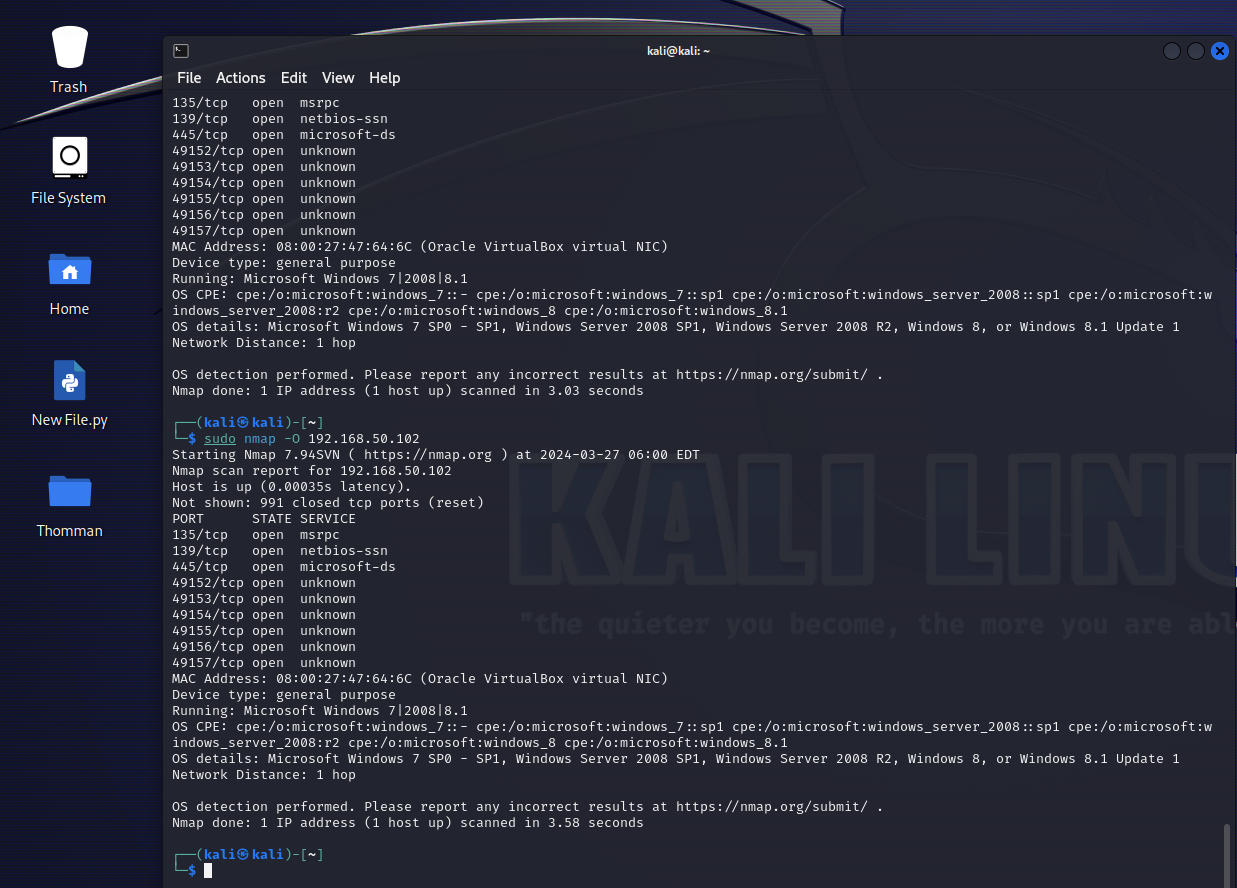 Trash
File System
Home
New File.py
Thomman
kali@kali: ~
File Actions Edit View Help
135/tcp   open  msrpc
139/tcp   open  netbios-ssn
445/tcp   open  microsoft-ds
49152/tcp open  unknown
49153/tcp open  unknown
49154/tcp open  unknown
49155/tcp open  unknown
49156/tcp open  unknown
49157/tcp open  unknown
MAC Address: 08:00:27:47:64:6C (Oracle VirtualBox virtual NIC)
Device type: general purpose
Running: Microsoft Windows 7|2008|8.1
OS CPE: cpe:/o:microsoft:windows_7::- cpe:/o:microsoft:windows_7::sp1 cpe:/o:microsoft:windows_server_2008::sp1 cpe:/o:microsoft:w
indows_server_2008:r2 cpe:/o:microsoft:windows_8 cpe:/o:microsoft:windows_8.1
OS details: Microsoft Windows 7 SP0 - SP1, Windows Server 2008 SP1, Windows Server 2008 R2, Windows 8, or Windows 8.1 Update 1
Network Distance: 1 hop
OS detection performed. Please report any incorrect results at https://nmap.org/submit/ .
Nmap done: 1 IP address (1 host up) scanned in 3.03 seconds
┌──(kali㉿kali)-[~]
└─$ sudo nmap -O 192.168.50.102
Starting Nmap 7.94SVN ( https://nmap.org ) at 2024-03-27 06:00 EDT
Nmap scan report for 192.168.50.102
Host is up (0.00035s latency).
Not shown: 991 closed tcp ports (reset)
PORT      STATE SERVICE
135/tcp   open  msrpc
139/tcp   open  netbios-ssn
445/tcp   open  microsoft-ds
49152/tcp open  unknown
49153/tcp open  unknown
49154/tcp open  unknown
49155/tcp open  unknown
49156/tcp open  unknown
49157/tcp open  unknown
MAC Address: 08:00:27:47:64:6C (Oracle VirtualBox virtual NIC)
Device type: general purpose
Running: Microsoft Windows 7|2008|8.1
OS CPE: cpe:/o:microsoft:windows_7::- cpe:/o:microsoft:windows_7::sp1 cpe:/o:microsoft:windows_server_2008::sp1 cpe:/o:microsoft:w
indows_server_2008:r2 cpe:/o:microsoft:windows_8 cpe:/o:microsoft:windows_8.1
OS details: Microsoft Windows 7 SP0 - SP1, Windows Server 2008 SP1, Windows Server 2008 R2, Windows 8, or Windows 8.1 Update 1
Network Distance: 1 hop
OS detection performed. Please report any incorrect results at https://nmap.org/submit/ .
Nmap done: 1 IP address (1 host up) scanned in 3.58 seconds
┌──(kali㉿kali)-[~]
└─$
KALI LINU
"the quieter you become, the more you are abl